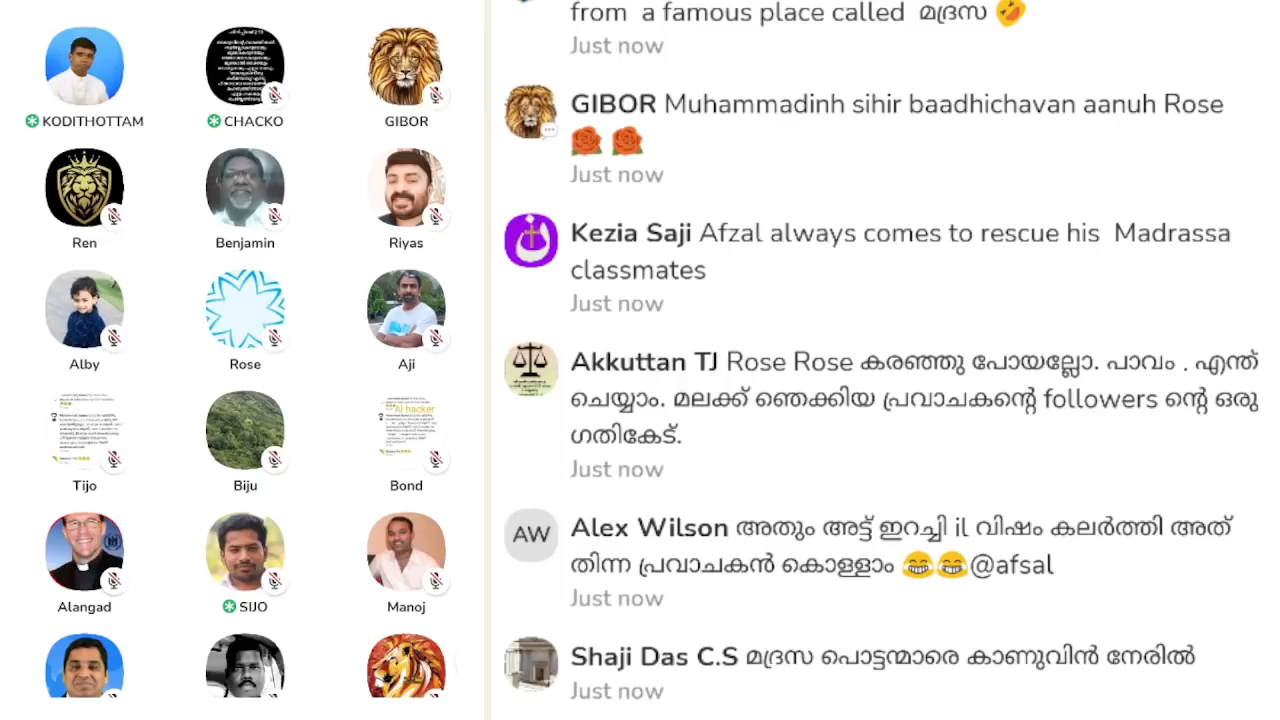 KODITHOTTAM
CHACKO
GIBOR
Ren
Benjamin
Riyas
Alby
Rose
Aji
AI hacker
Tijo
Biju
Bond
Alangad
SIJO
Manoj
from a famous place called മദ്രസ 🤣
Just now
GIBOR Muhammadinh sihir baadhichavan aanuh Rose
🌹 🌹
Just now
Kezia Saji Afzal always comes to rescue his Madrassa
classmates
Just now
Akkuttan TJ Rose Rose കരഞ്ഞു പോയല്ലോ. പാവം . എന്ത്
ചെയ്യാം. മലക്ക് ഞെക്കിയ പ്രവാചകന്റെ followers ന്റെ ഒരു
ഗതികേട്.
Just now
AW
Alex Wilson അതും അട്ട് ഇറച്ചി il വിഷം കലർത്തി അത്
തിന്ന പ്രവാചകൻ കൊള്ളാം 😂😂@afsal
Just now
Shaji Das C.S മദ്രസ പൊട്ടന്മാരെ കാണുവിൻ നേരിൽ
Just now